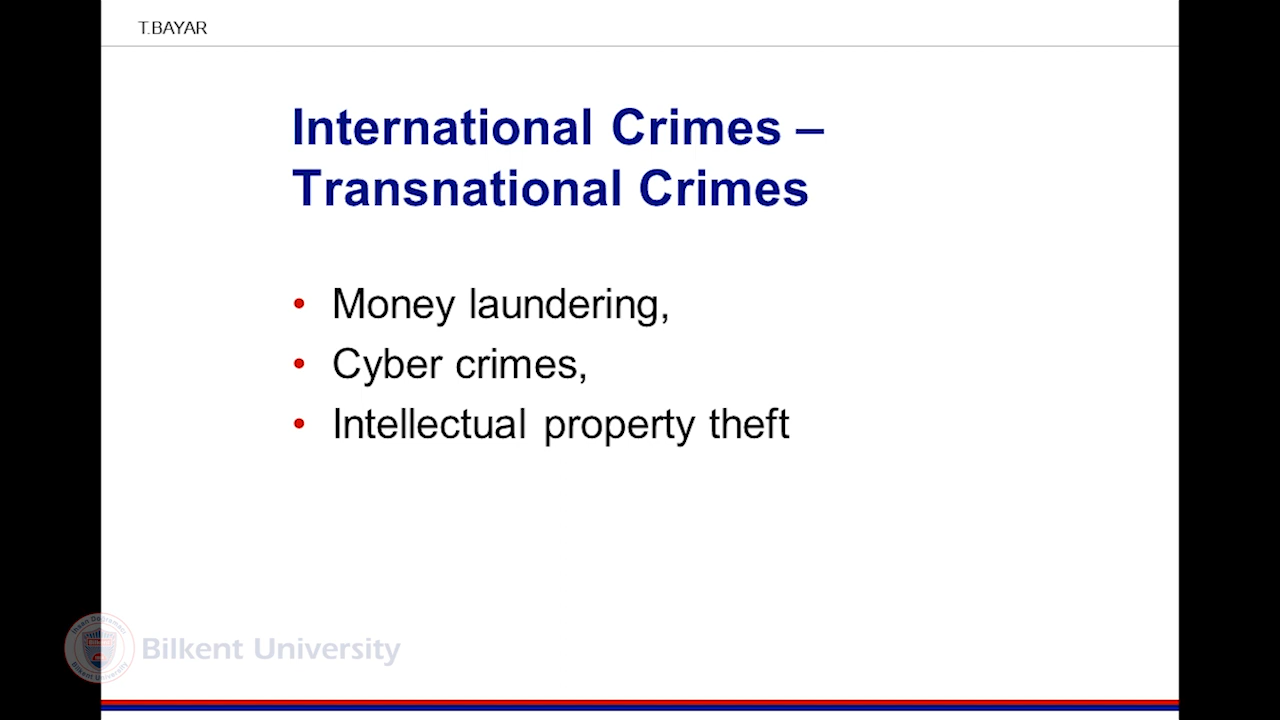 T.BAYAR
International Crimes –
Transnational Crimes
• Money laundering,
• Cyber crimes,
• Intellectual property theft
Bilkent University